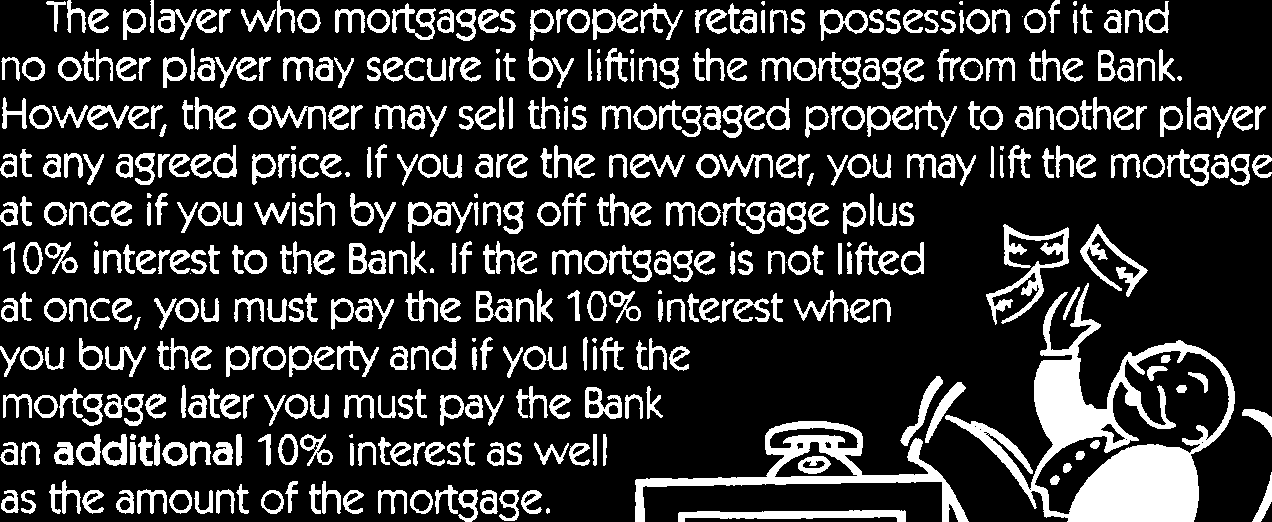 The player who mortgages property retains possession of it and
no other player may secure it by lifting the mortgage from the Bank.
However, the owner may sell this mortgaged property to another player
at any agreed price. If you are the new owner, you may lift the mortgage
at once if you wish by paying off the mortgage plus
10% interest to the Bank. If the mortgage is not lifted
at once, you must pay the Bank 10% interest when
you buy the property and if you lift the
mortgage later you must pay the Bank
an additional 10% interest as well
as the amount of the mortgage.